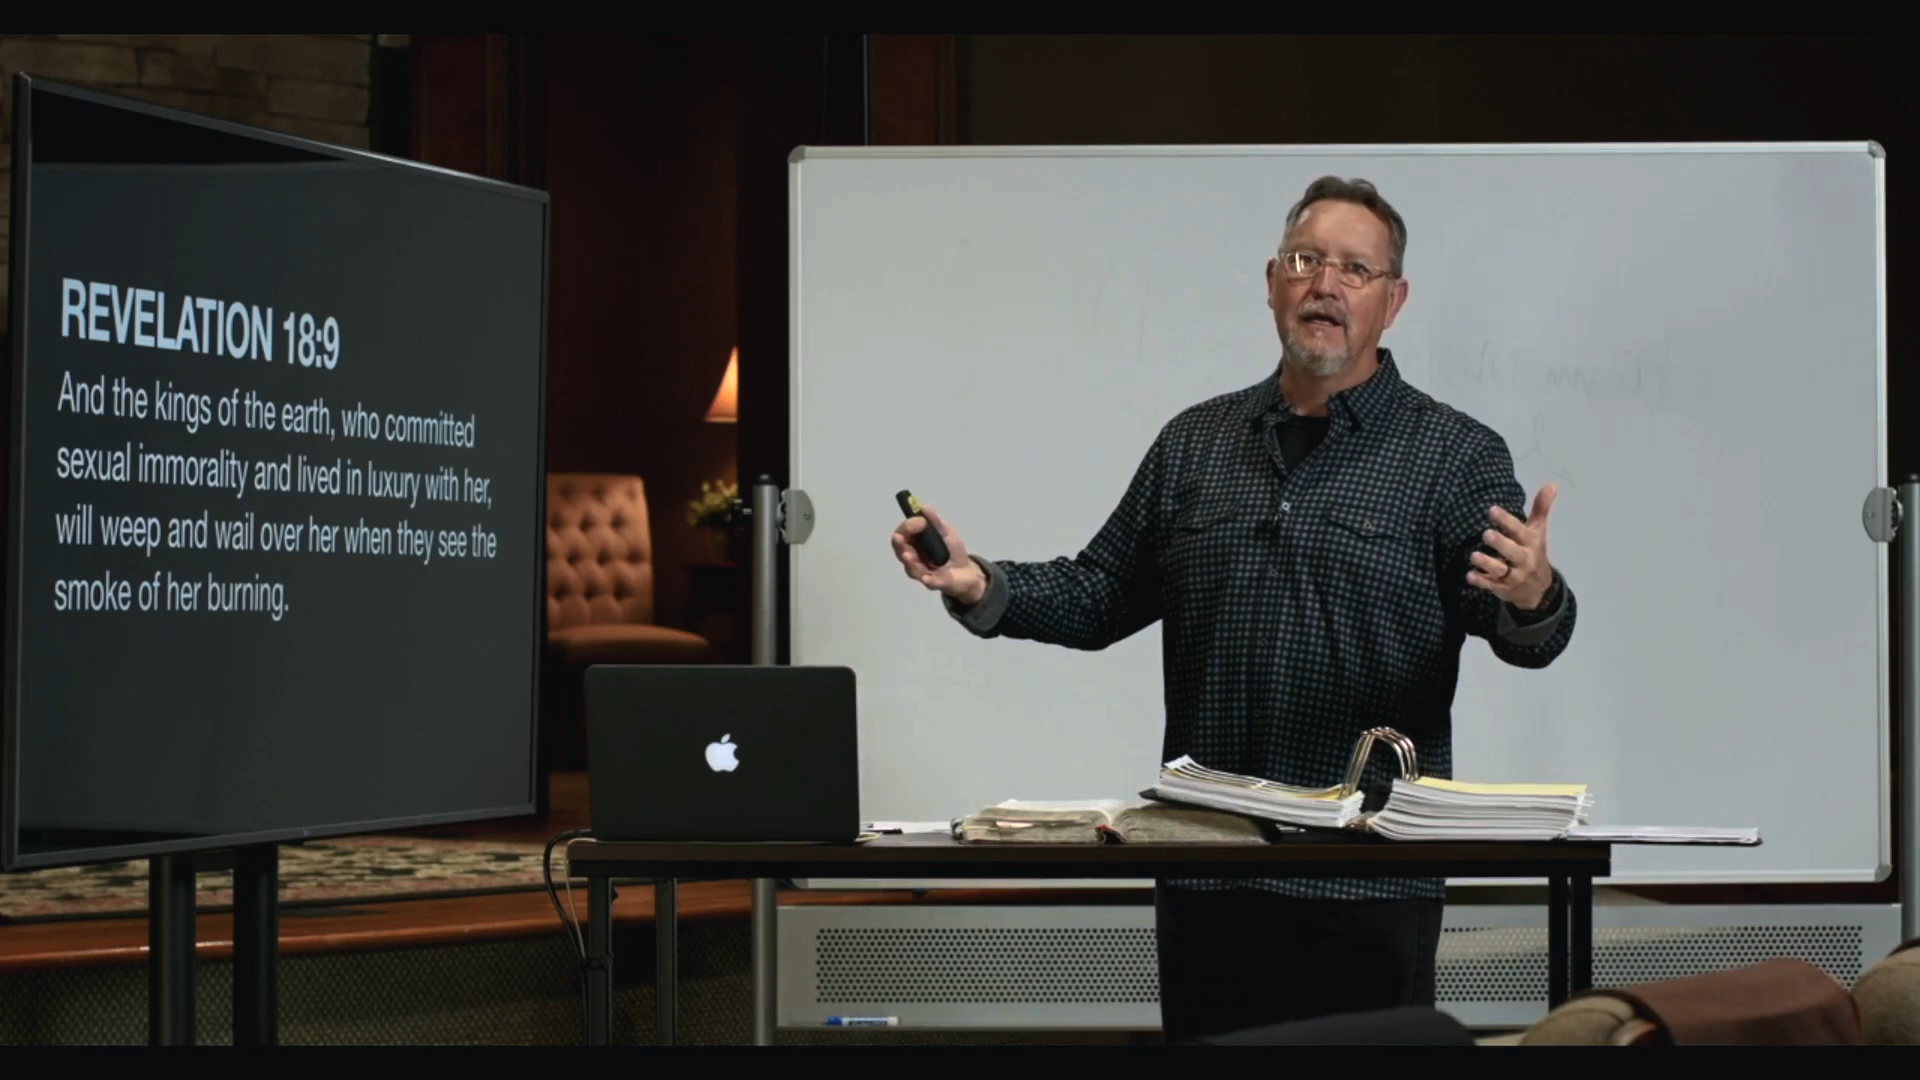 REVELATION 18:9
And the kings of the earth, who committed
sexual immorality and lived in luxury with her,
will weep and wail over her when they see the
smoke of her burning.